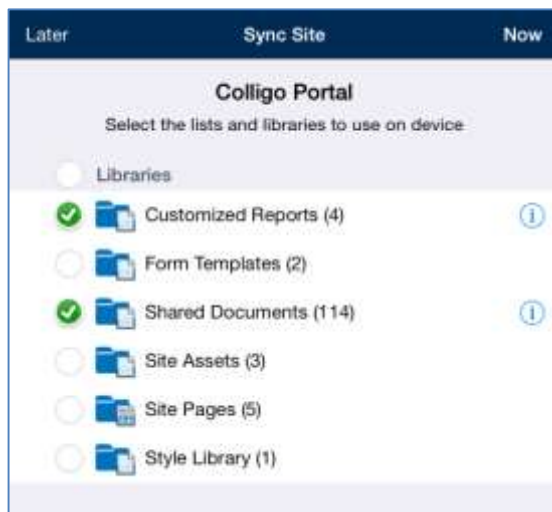 Later Sync Site Now
Colligo Portal
Select the lists and libraries to use on device
Libraries
Customized Reports (4)
Form Templates (2)
Shared Documents (114)
Site Assets (3)
Site Pages (5)
Style Library (1)